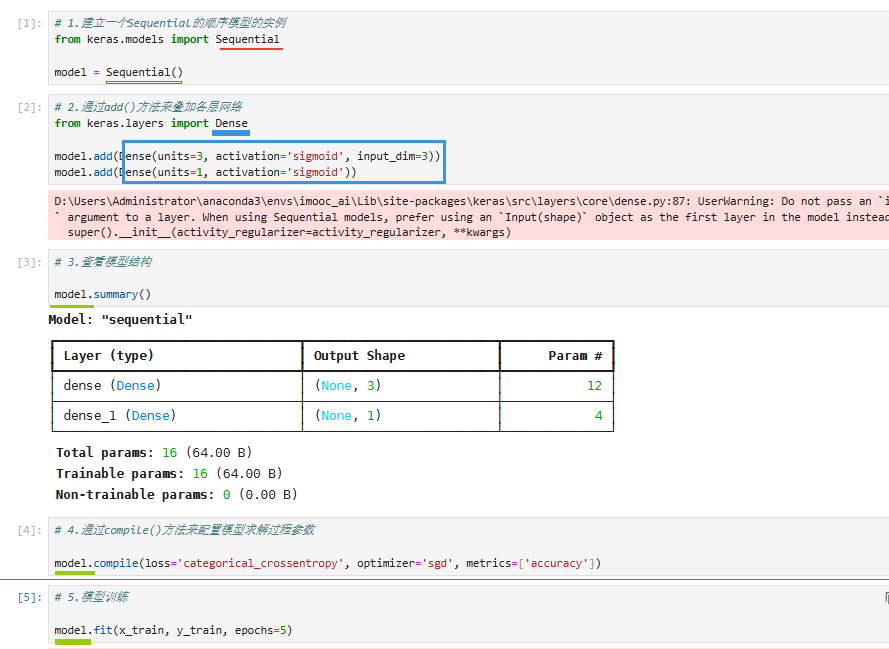 [1]: # 1.建立一个Sequential的顺序模型的实例
from keras.models import Sequential
model = Sequential()
[2]: # 2.通过add()方法来叠加各层网络
from keras.layers import Dense
model.add(Dense(units=3, activation='sigmoid', input_dim=3))
model.add(Dense(units=1, activation='sigmoid'))
D:\Users\Administrator\anaconda3\envs\imooc_ai\Lib\site-packages\keras\src\layers\core\dense.py:87: UserWarning: Do not pass an `i
` argument to a layer. When using Sequential models, prefer using an `Input(shape)` object as the first layer in the model instead
super().__init__(activity_regularizer=activity_regularizer, **kwargs)
[3]: # 3.查看模型结构
model.summary()
Model: "sequential"
Layer (type) Output Shape Param #
dense (Dense) (None, 3) 12
dense_1 (Dense) (None, 1) 4
Total params: 16 (64.00 B)
Trainable params: 16 (64.00 B)
Non-trainable params: 0 (0.00 B)
[4]: # 4.通过compile()方法来配置模型求解过程参数
model.compile(loss='categorical_crossentropy', optimizer='sgd', metrics=['accuracy'])
[5]: # 5.模型训练
model.fit(x_train, y_train, epochs=5)